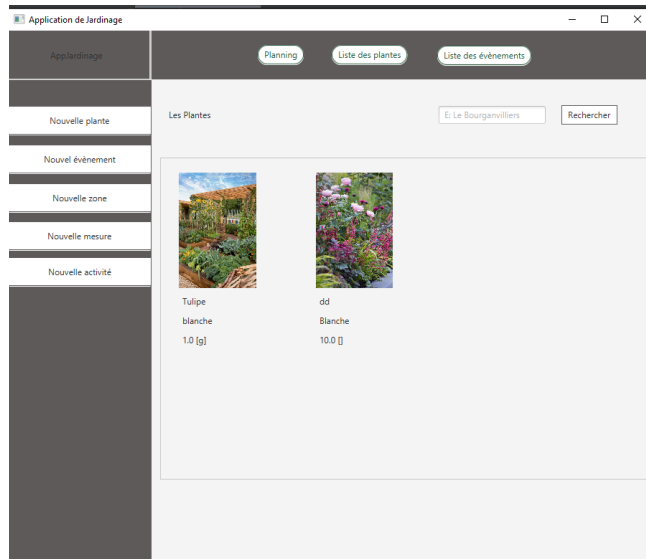 Application de Jardinage
AppJardinage
Planning
Liste des plantes
Liste des évènements
Nouvelle plante
Nouvel évènement
Nouvelle zone
Nouvelle mesure
Nouvelle activité
Les Plantes
E: Le Bourganvilliers
Rechercher
Tulipe
blanche
1.0 [g]
dd
Blanche
10.0 []